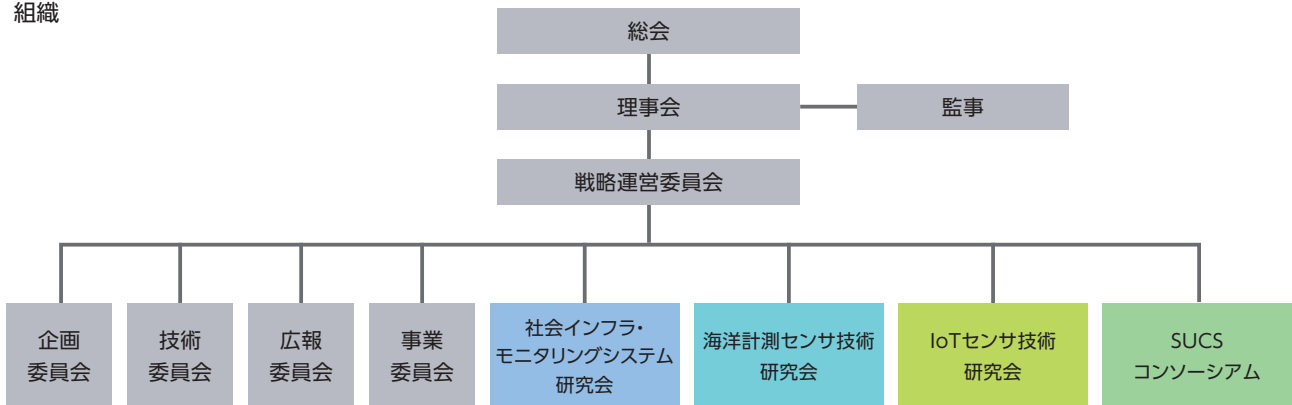 組織
総会
理事会
監事
戦略運営委員会
企画
委員会
技術
委員会
広報
委員会
事業
委員会
社会インフラ・
モニタリングシステム
研究会
海洋計測センサ技術
研究会
IoTセンサ技術
研究会
SUCS
コンソーシアム